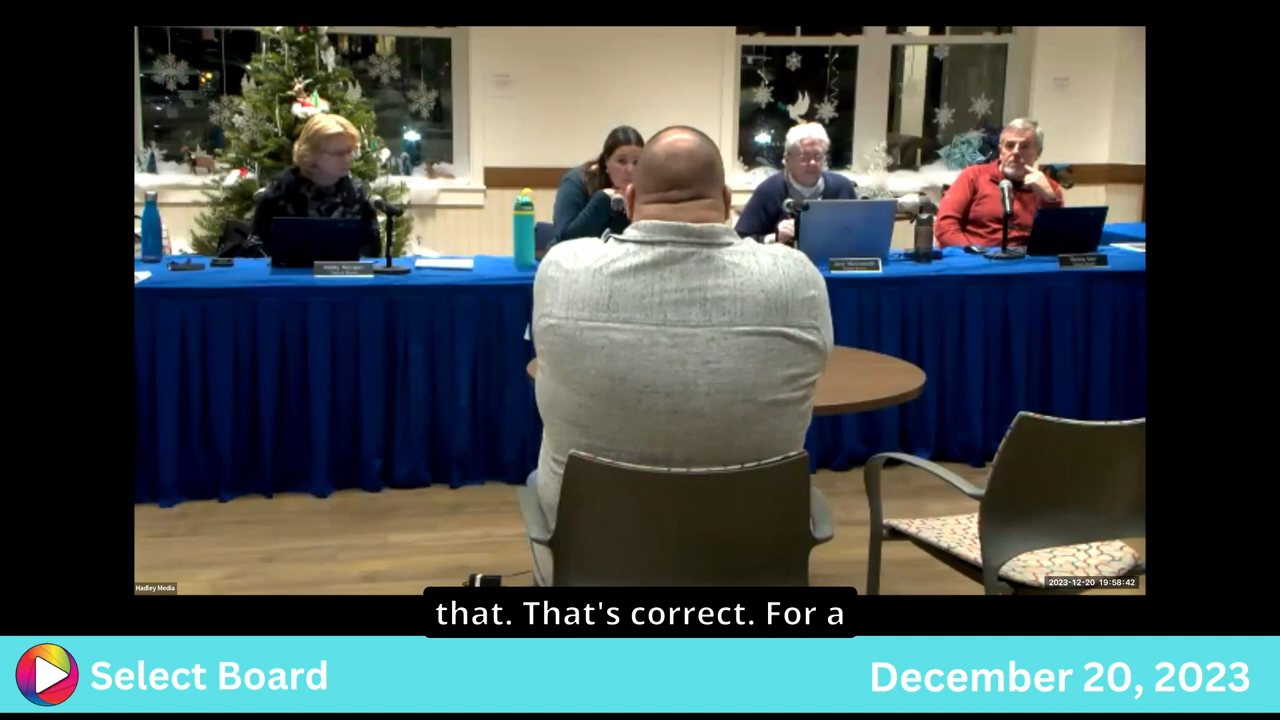 Hadley Media
2023-12-20 19:58:42
that. That's correct. For a
Select Board
December 20, 2023